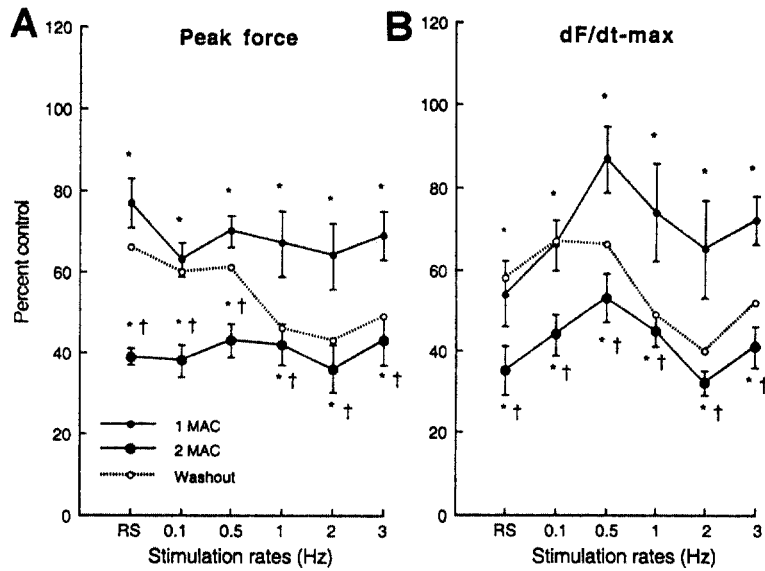 A
Peak force
B
dF/dt-max
Percent control
120
100
80
60
40
20
0
* * * * * *
*† *† *† *† *† *†
1 MAC
2 MAC
Washout
RS 0.1 0.5 1 2 3
Stimulation rates (Hz)
120
100
80
60
40
20
0
* * * * * *
*† *† *† *† *† *†
RS 0.1 0.5 1 2 3
Stimulation rates (Hz)